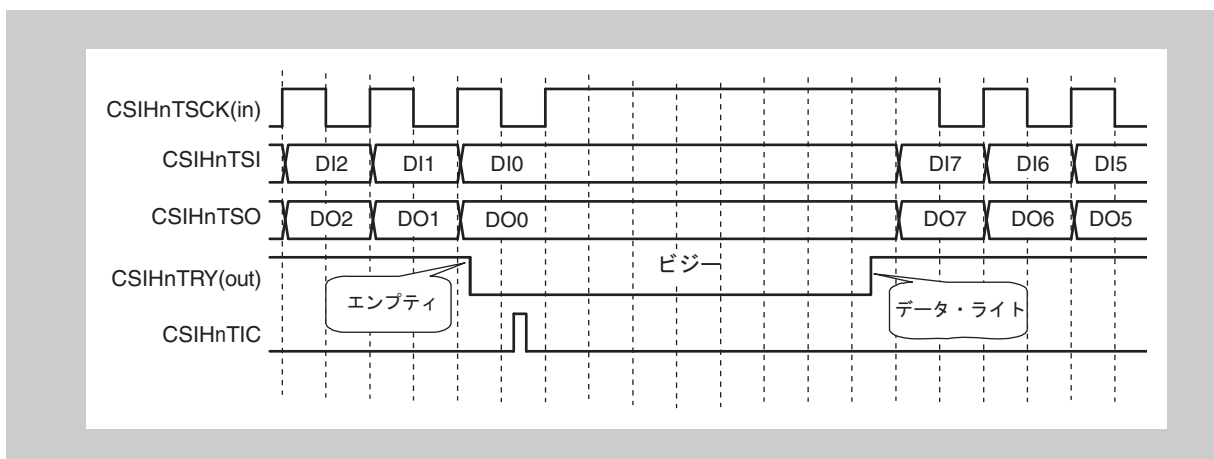 CSIHnTSCK(in)
CSIHnTSI DI2 DI1 DI0 DI7 DI6 DI5
CSIHnTSO DO2 DO1 DO0 DO7 DO6 DO5
CSIHnTRY(out) ビジー
エンプティ データ・ライト
CSIHnTIC